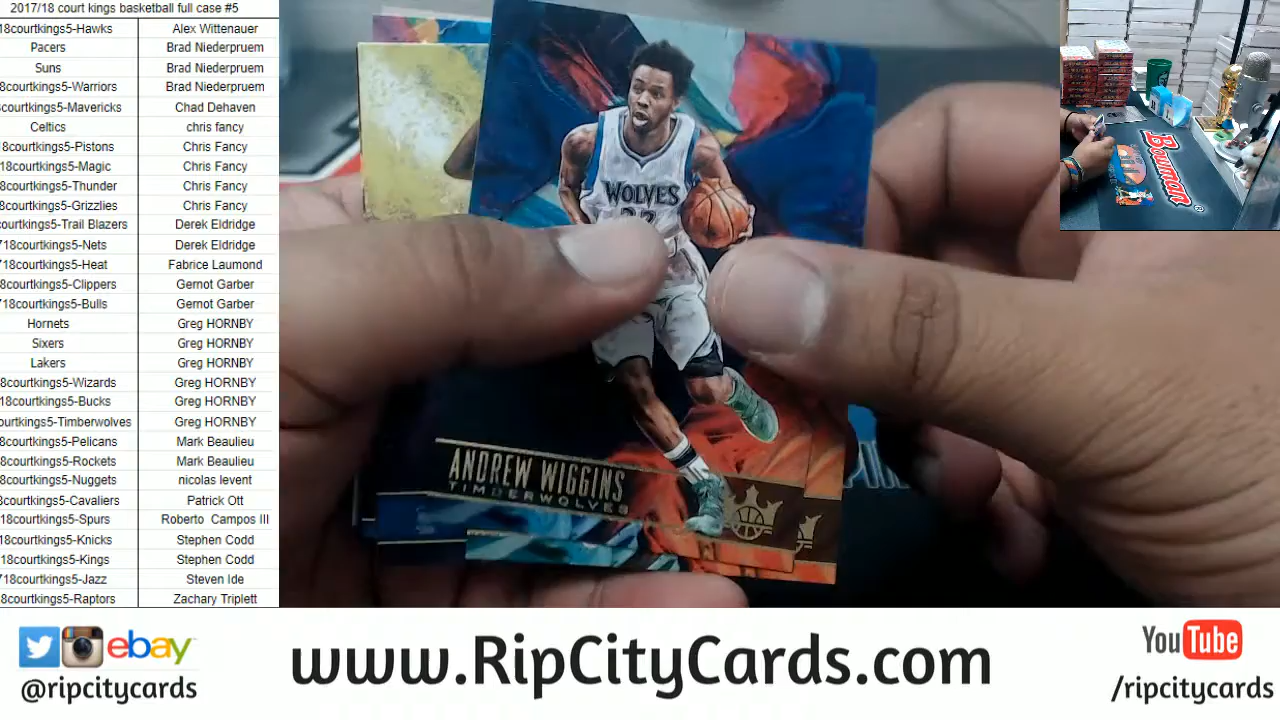 2017/18 court kings basketball full case #5
18courtkings5-Hawks Alex Wittenauer
Pacers Brad Niederpruem
Suns Brad Niederpruem
8courtkings5-Warriors Brad Niederpruem
courtkings5-Mavericks Chad Dehaven
Celtics chris fancy
8courtkings5-Pistons Chris Fancy
18courtkings5-Magic Chris Fancy
8courtkings5-Thunder Chris Fancy
8courtkings5-Grizzlies Chris Fancy
courtkings5-Trail Blazers Derek Eldridge
718courtkings5-Nets Derek Eldridge
718courtkings5-Heat Fabrice Laumond
8courtkings5-Clippers Gernot Garber
718courtkings5-Bulls Gernot Garber
Hornets Greg HORNBY
Sixers Greg HORNBY
Lakers Greg HORNBY
8courtkings5-Wizards Greg HORNBY
18courtkings5-Bucks Greg HORNBY
ourtkings5-Timberwolves Greg HORNBY
8courtkings5-Pelicans Mark Beaulieu
8courtkings5-Rockets Mark Beaulieu
8courtkings5-Nuggets nicolas levent
courtkings5-Cavaliers Patrick Ott
18courtkings5-Spurs Roberto Campos III
8courtkings5-Knicks Stephen Codd
18courtkings5-Kings Stephen Codd
718courtkings5-Jazz Steven Ide
8courtkings5-Raptors Zachary Triplett
WOLVES
ANDREW WIGGINS
TIMBERWOLVES
Bowman
ebay
@ripcitycards
www.RipCityCards.com
YouTube
/ripcitycards